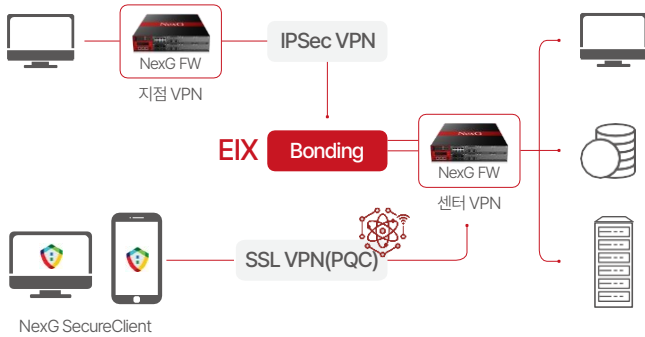 NexG FW
지점 VPN
IPSec VPN
EIX
Bonding
NexG
NexG FW
센터 VPN
SSL VPN(PQC)
NexG SecureClient